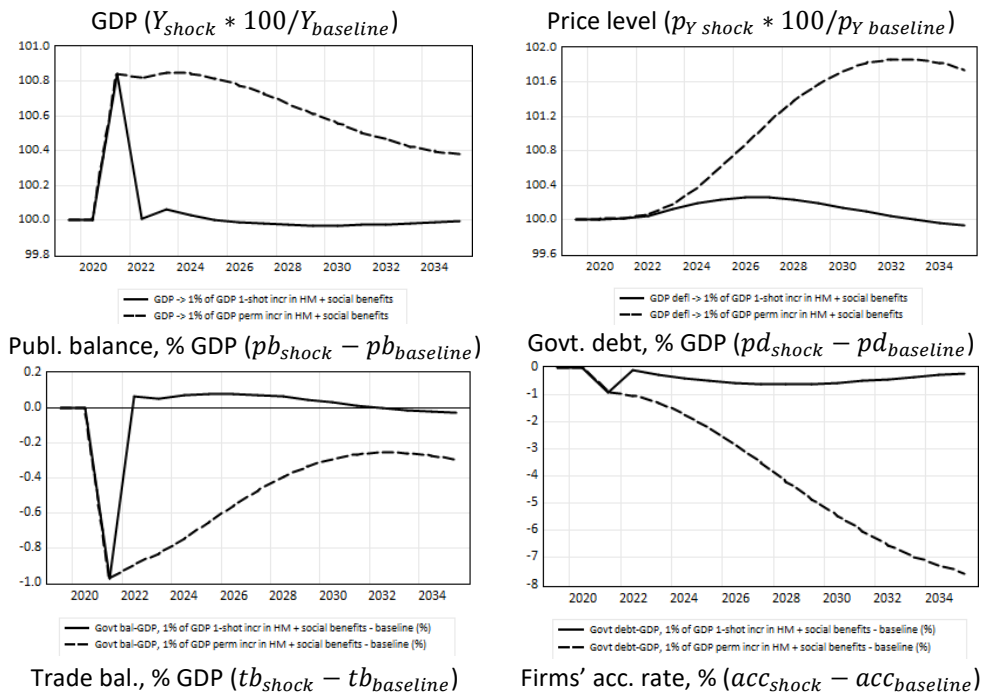 GDP (Y_shock * 100/Y_baseline)
101.0
100.8
100.6
100.4
100.2
100.0
99.8
2020 2022 2024 2026 2028 2030 2032 2034
GDP -> 1% of GDP 1-shot incr in HM + social benefits
GDP -> 1% of GDP perm incr in HM + social benefits
Price level (p_Y shock * 100/p_Y baseline)
102.0
101.6
101.2
100.8
100.4
100.0
99.6
2020 2022 2024 2026 2028 2030 2032 2034
GDP defl -> 1% of GDP 1-shot incr in HM + social benefits
GDP defl -> 1% of GDP perm incr in HM + social benefits
Publ. balance, % GDP (pb_shock − pb_baseline)
0.2
0.0
-0.2
-0.4
-0.6
-0.8
-1.0
2020 2022 2024 2026 2028 2030 2032 2034
Govt bal-GDP, 1% of GDP 1-shot incr in HM + social benefits - baseline (%)
Govt bal-GDP, 1% of GDP perm incr in HM + social benefits - baseline (%)
Govt. debt, % GDP (pd_shock − pd_baseline)
0
-1
-2
-3
-4
-5
-6
-7
-8
2020 2022 2024 2026 2028 2030 2032 2034
Govt debt-GDP, 1% of GDP 1-shot incr in HM + social benefits - baseline (%)
Govt debt-GDP, 1% of GDP perm incr in HM + social benefits - baseline (%)
Trade bal., % GDP (tb_shock − tb_baseline)
Firms' acc. rate, % (acc_shock − acc_baseline)